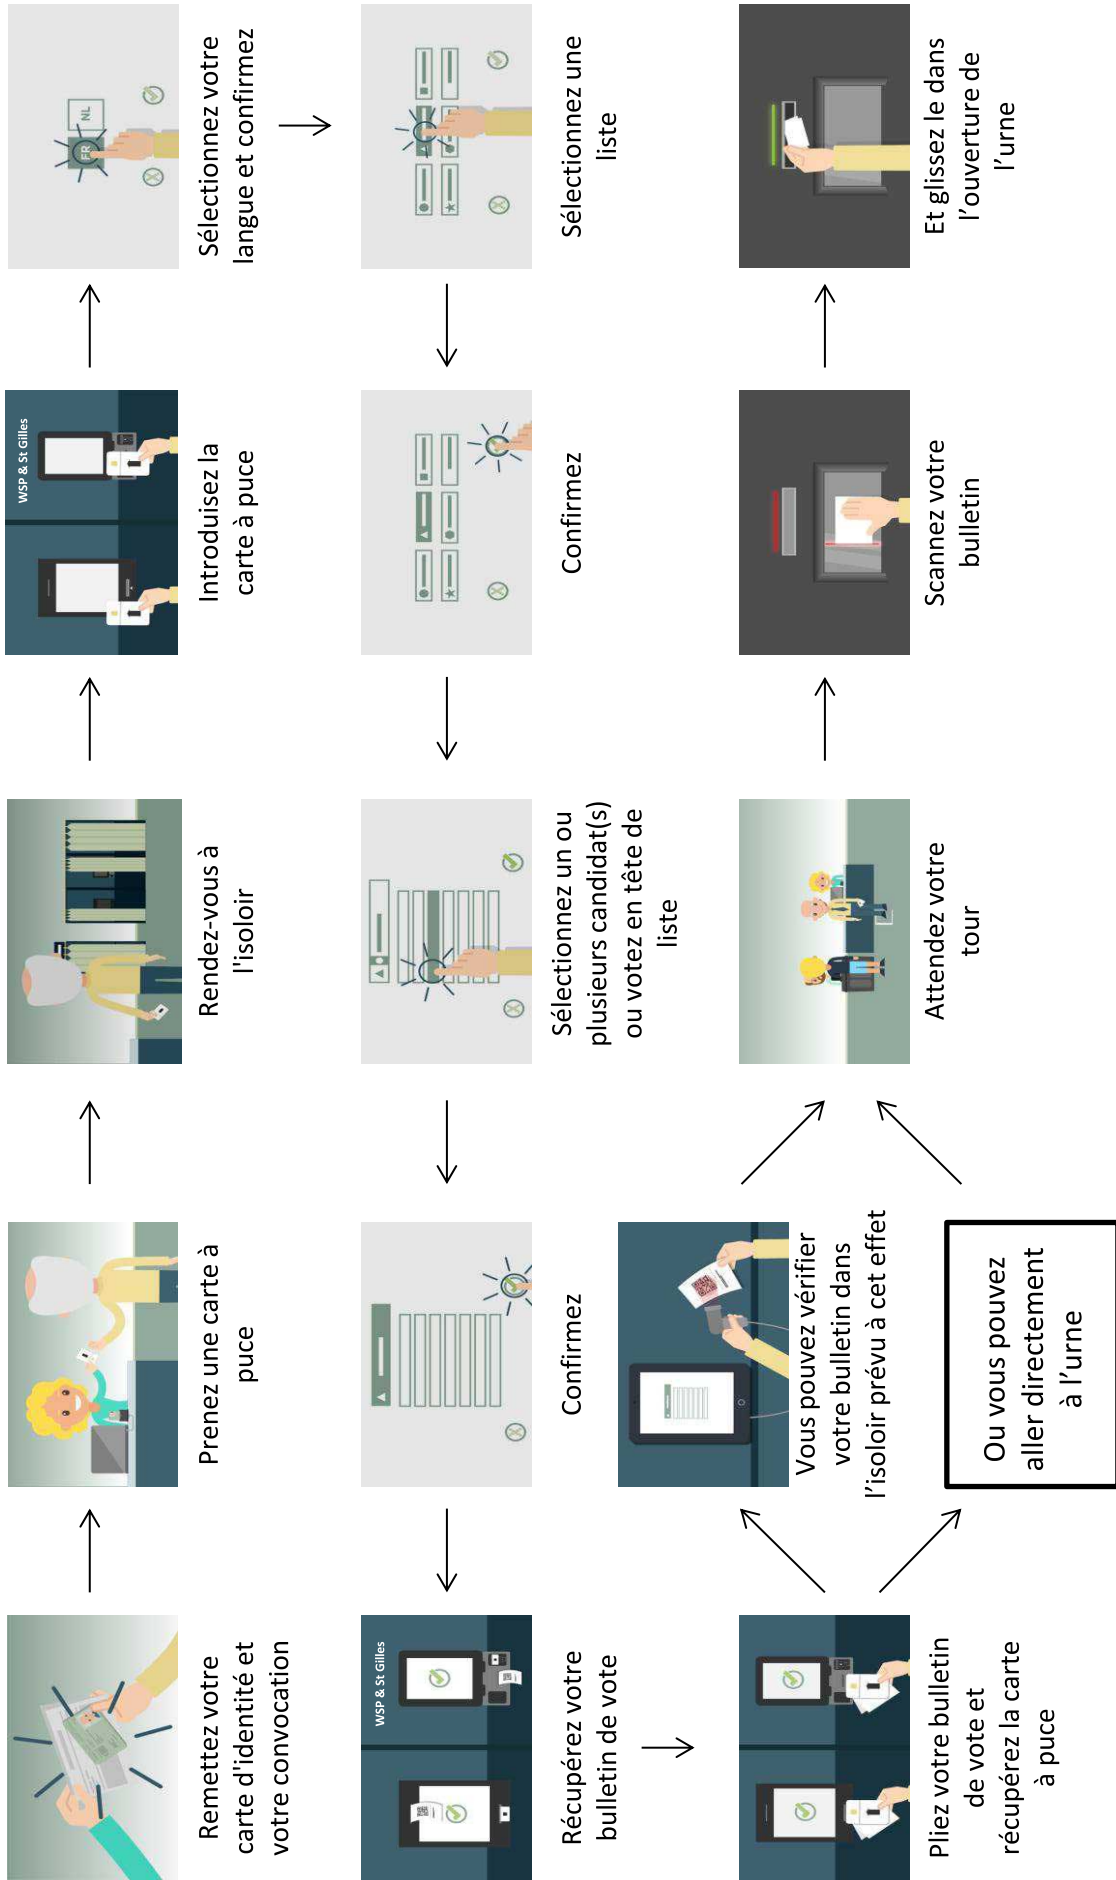 Remettez votre
carte d'identité et
votre convocation
Prenez une carte à
puce
Rendez-vous à
l'isoloir
WSP & St Gilles
Introduisez la
carte à puce
FR
NL
Sélectionnez votre
langue et confirmez
Sélectionnez une
liste
Confirmez
Sélectionnez un ou
plusieurs candidat(s)
ou votez en tête de
liste
Confirmez
WSP & St Gilles
Récupérez votre
bulletin de vote
Pliez votre bulletin
de vote et
récupérez la carte
à puce
Vous pouvez vérifier
votre bulletin dans
l’isoloir prévu à cet effet
Ou vous pouvez
aller directement
à l’urne
Attendez votre
tour
Scannez votre
bulletin
Et glissez le dans
l’ouverture de
l’urne